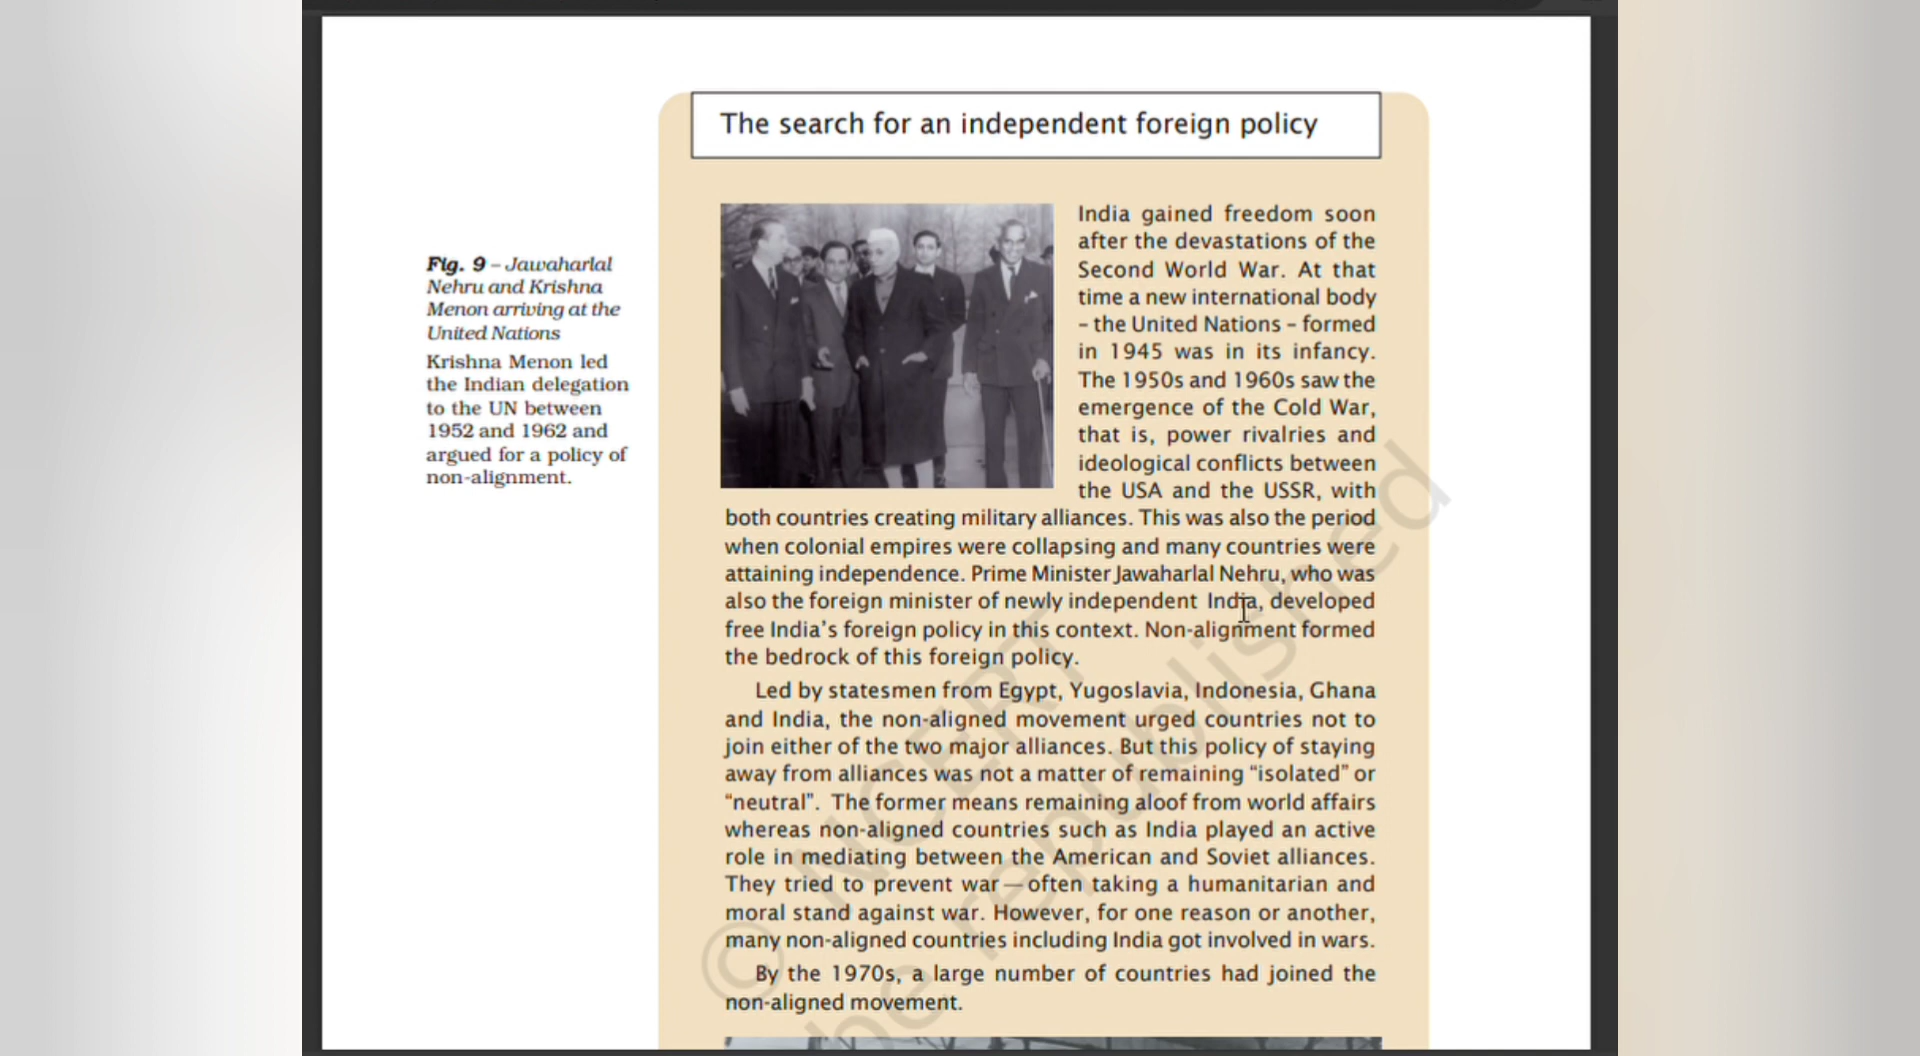 The search for an independent foreign policy
Fig. 9 – Jawaharlal
Nehru and Krishna
Menon arriving at the
United Nations
Krishna Menon led
the Indian delegation
to the UN between
1952 and 1962 and
argued for a policy of
non-alignment.
India gained freedom soon
after the devastations of the
Second World War. At that
time a new international body
– the United Nations – formed
in 1945 was in its infancy.
The 1950s and 1960s saw the
emergence of the Cold War,
that is, power rivalries and
ideological conflicts between
the USA and the USSR, with
both countries creating military alliances. This was also the period
when colonial empires were collapsing and many countries were
attaining independence. Prime Minister Jawaharlal Nehru, who was
also the foreign minister of newly independent India, developed
free India's foreign policy in this context. Non-alignment formed
the bedrock of this foreign policy.
Led by statesmen from Egypt, Yugoslavia, Indonesia, Ghana
and India, the non-aligned movement urged countries not to
join either of the two major alliances. But this policy of staying
away from alliances was not a matter of remaining “isolated” or
“neutral”. The former means remaining aloof from world affairs
whereas non-aligned countries such as India played an active
role in mediating between the American and Soviet alliances.
They tried to prevent war — often taking a humanitarian and
moral stand against war. However, for one reason or another,
many non-aligned countries including India got involved in wars.
By the 1970s, a large number of countries had joined the
non-aligned movement.
© NCERT
be republished